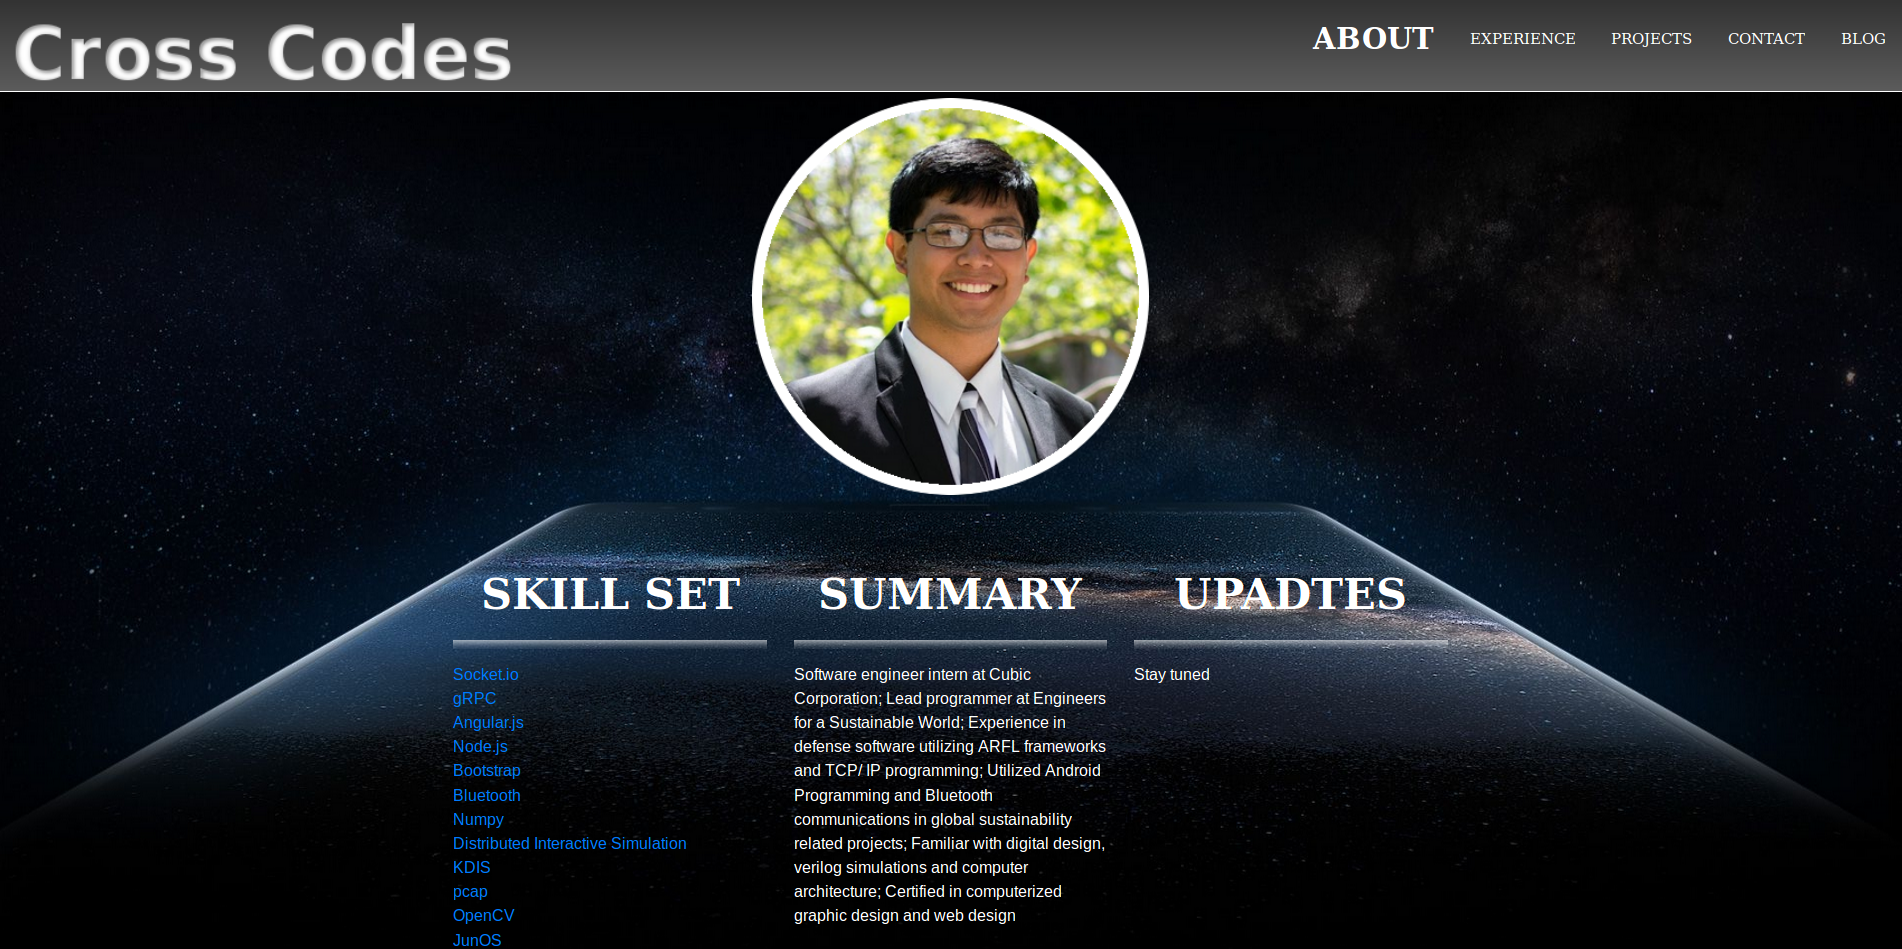 Cross Codes
ABOUT EXPERIENCE PROJECTS CONTACT BLOG
SKILL SET
Socket.io
gRPC
Angular.js
Node.js
Bootstrap
Bluetooth
Numpy
Distributed Interactive Simulation
KDIS
pcap
OpenCV
JunOS
SUMMARY
Software engineer intern at Cubic
Corporation; Lead programmer at Engineers
for a Sustainable World; Experience in
defense software utilizing ARFL frameworks
and TCP/ IP programming; Utilized Android
Programming and Bluetooth
communications in global sustainability
related projects; Familiar with digital design,
verilog simulations and computer
architecture; Certified in computerized
graphic design and web design
UPADTES
Stay tuned